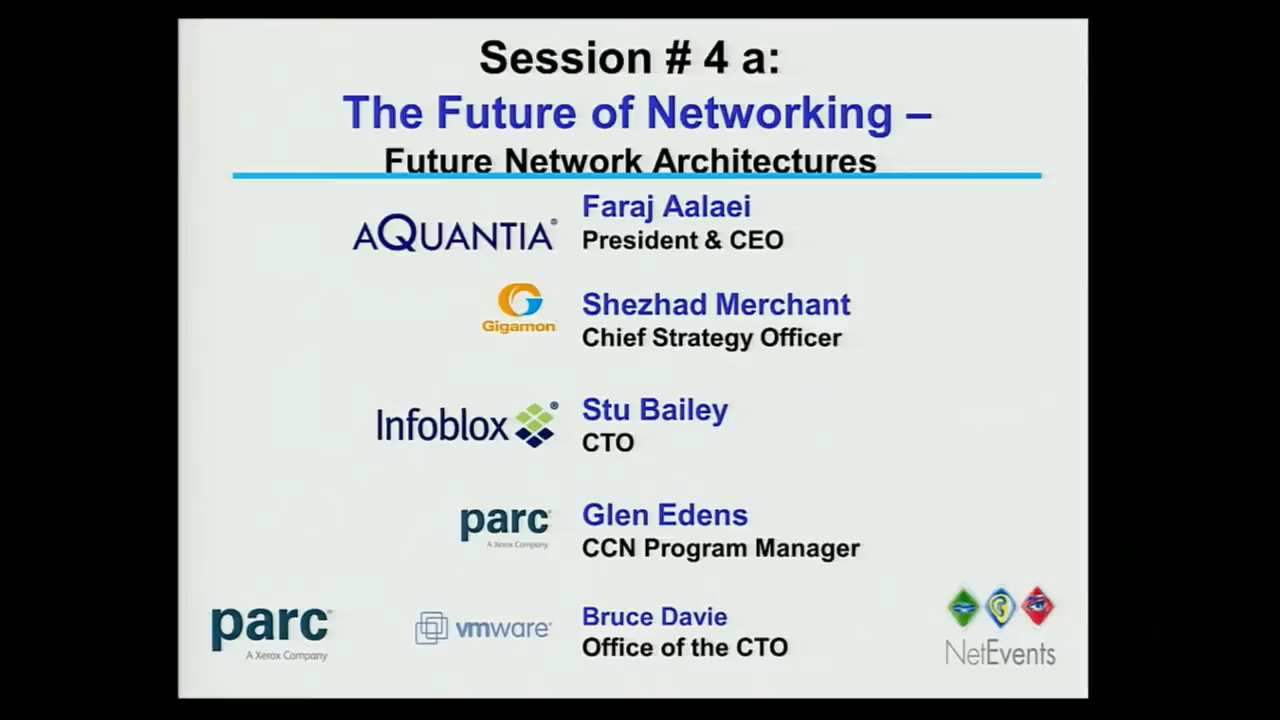 Session # 4 a:
The Future of Networking –
Future Network Architectures
AQUANTIA®
Faraj Aalaei
President & CEO
Gigamon
Shezhad Merchant
Chief Strategy Officer
Infoblox®
Stu Bailey
CTO
parc
A Xerox Company
Glen Edens
CCN Program Manager
parc
A Xerox Company
vmware
Bruce Davie
Office of the CTO
NetEvents